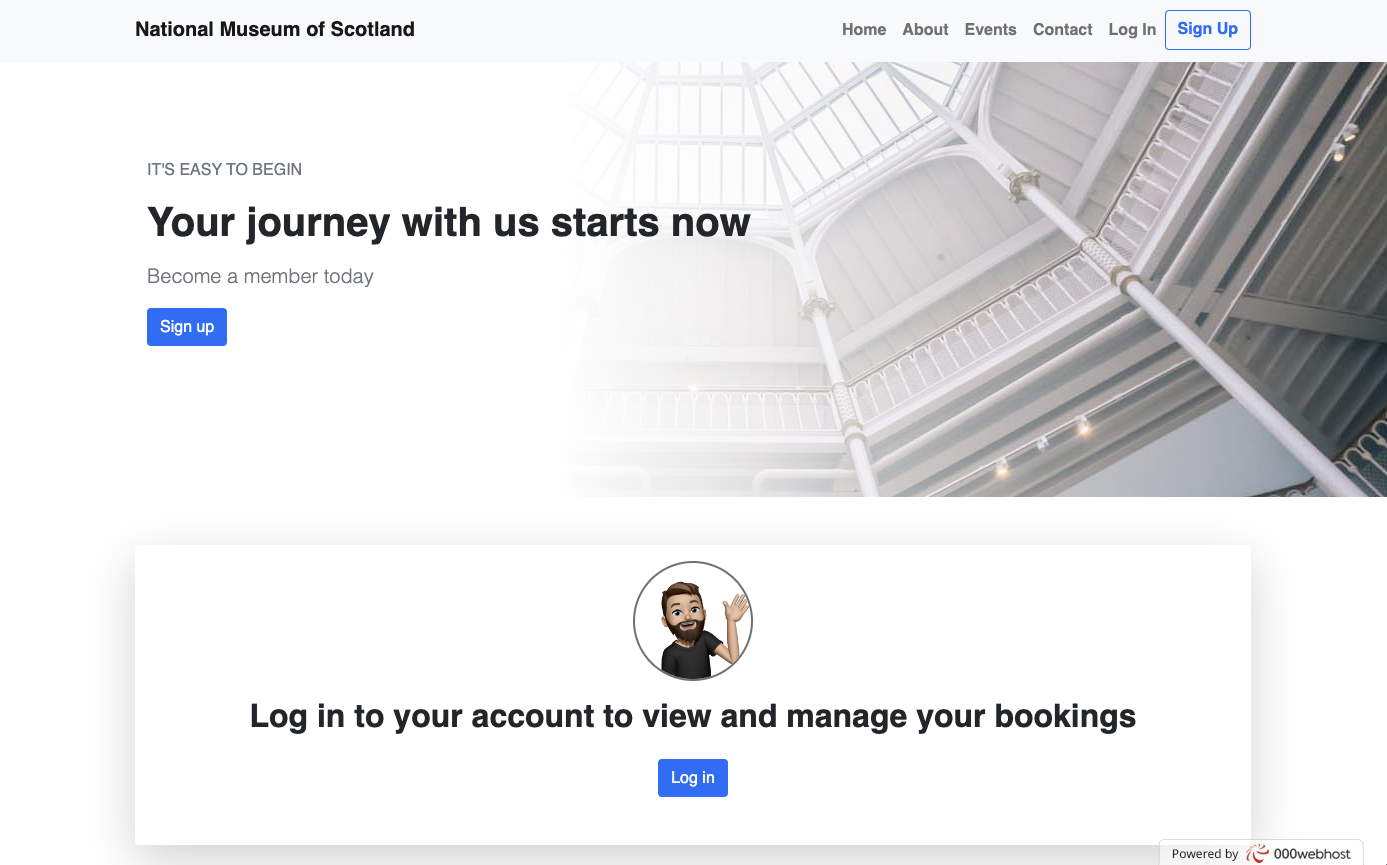 National Museum of Scotland
Home About Events Contact Log In Sign Up
IT'S EASY TO BEGIN
Your journey with us starts now
Become a member today
Sign up
Log in to your account to view and manage your bookings
Log in
Powered by 000webhost